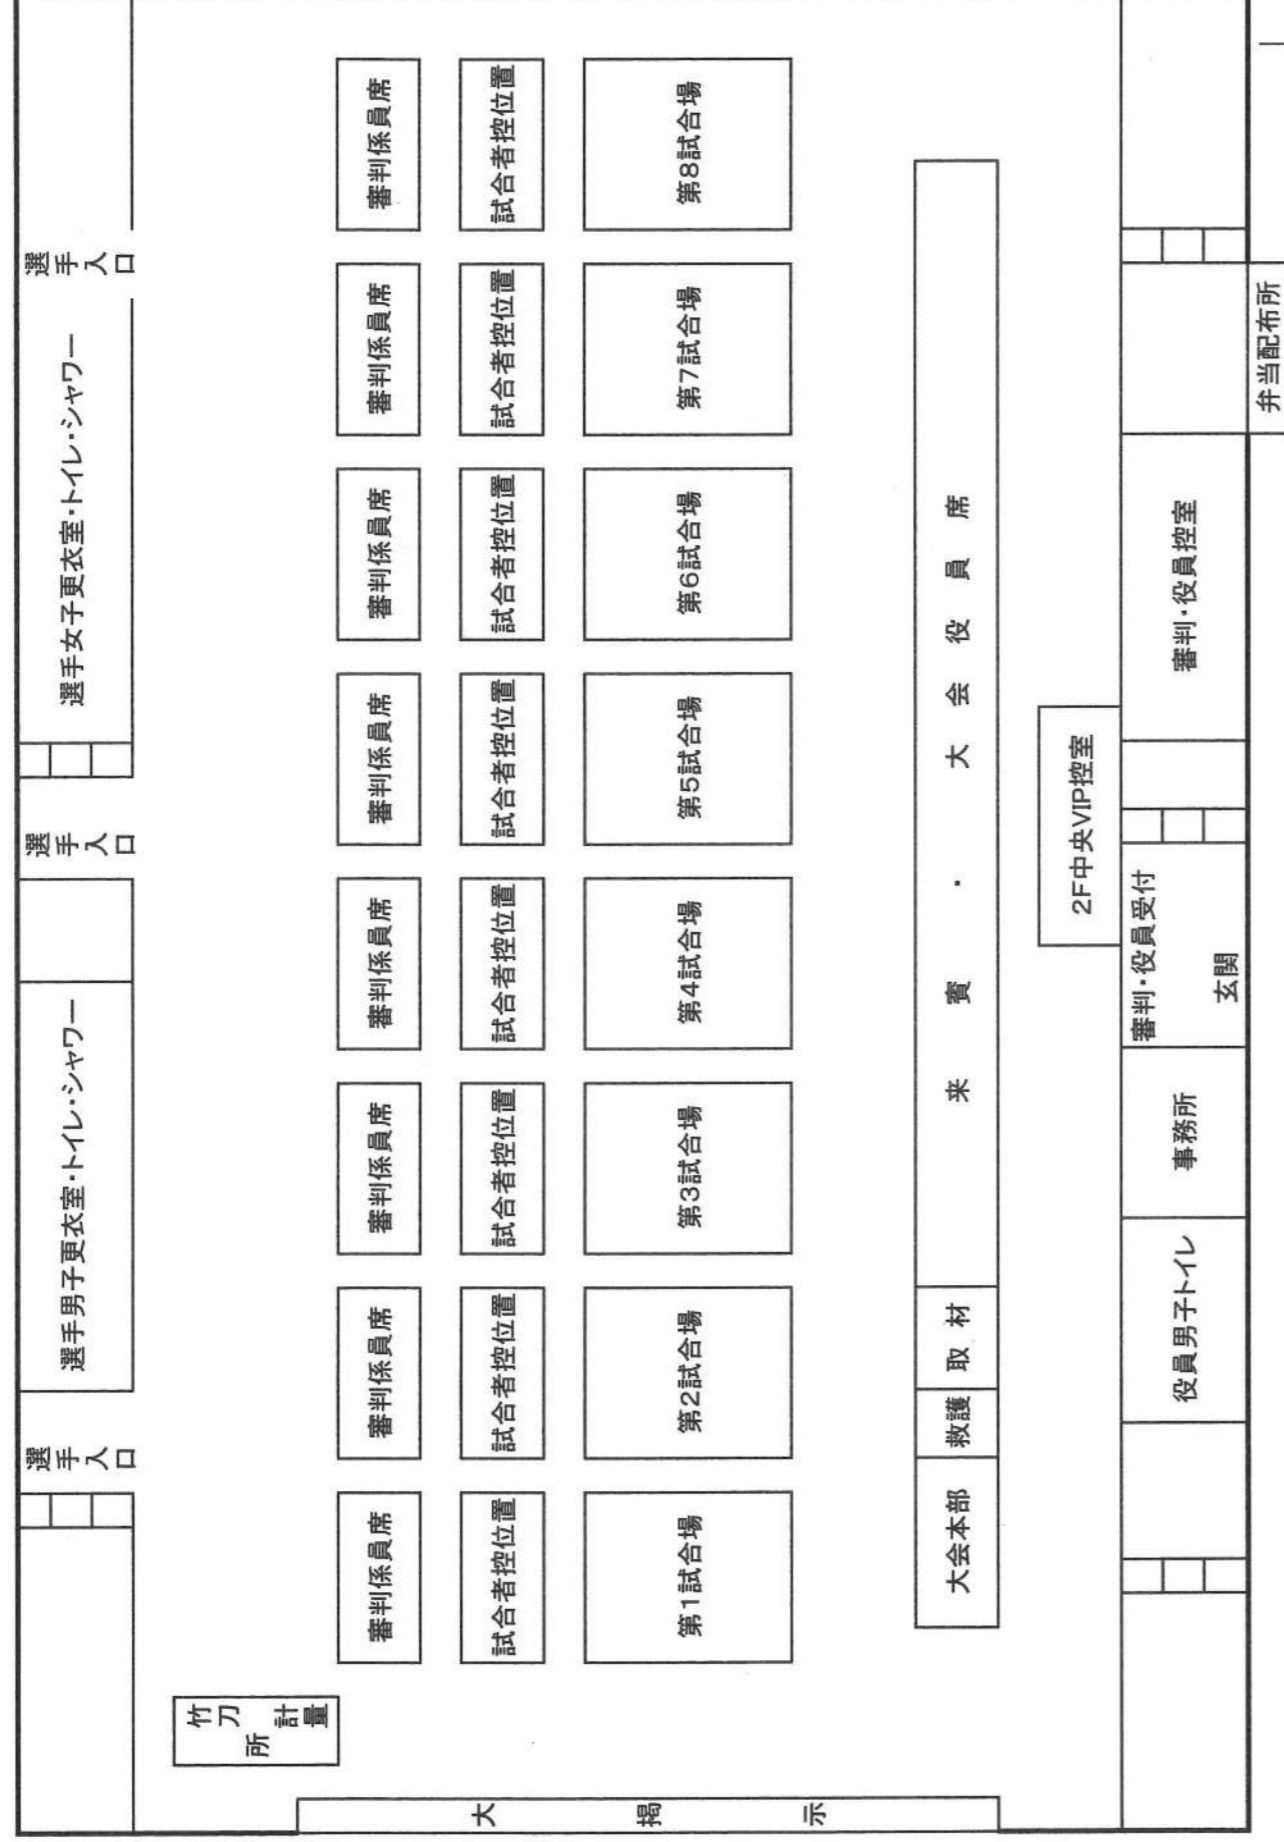 選手入口
選手男子更衣室・トイレ・シャワー
選手入口
選手女子更衣室・トイレ・シャワー
選手入口
竹刀計量
所
大掲示
審判係員席
審判係員席
審判係員席
審判係員席
審判係員席
審判係員席
審判係員席
審判係員席
試合者控位置
試合者控位置
試合者控位置
試合者控位置
試合者控位置
試合者控位置
試合者控位置
試合者控位置
第1試合場
第2試合場
第3試合場
第4試合場
第5試合場
第6試合場
第7試合場
第8試合場
大会本部
救護
取材
来賓・大会役員席
2F中央VIP控室
役員男子トイレ
事務所
審判・役員受付
玄関
審判・役員控室
弁当配布所